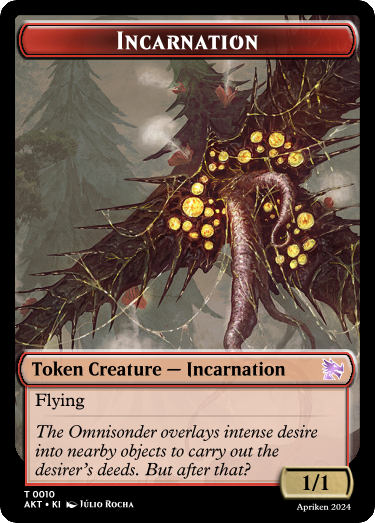 Incarnation
Token Creature — Incarnation
Flying
The Omnisonder overlays intense desire
into nearby objects to carry out the
desirer's deeds. But after that?
1/1
T 0010
AKT • KI Júlio Rocha
Apriken 2024